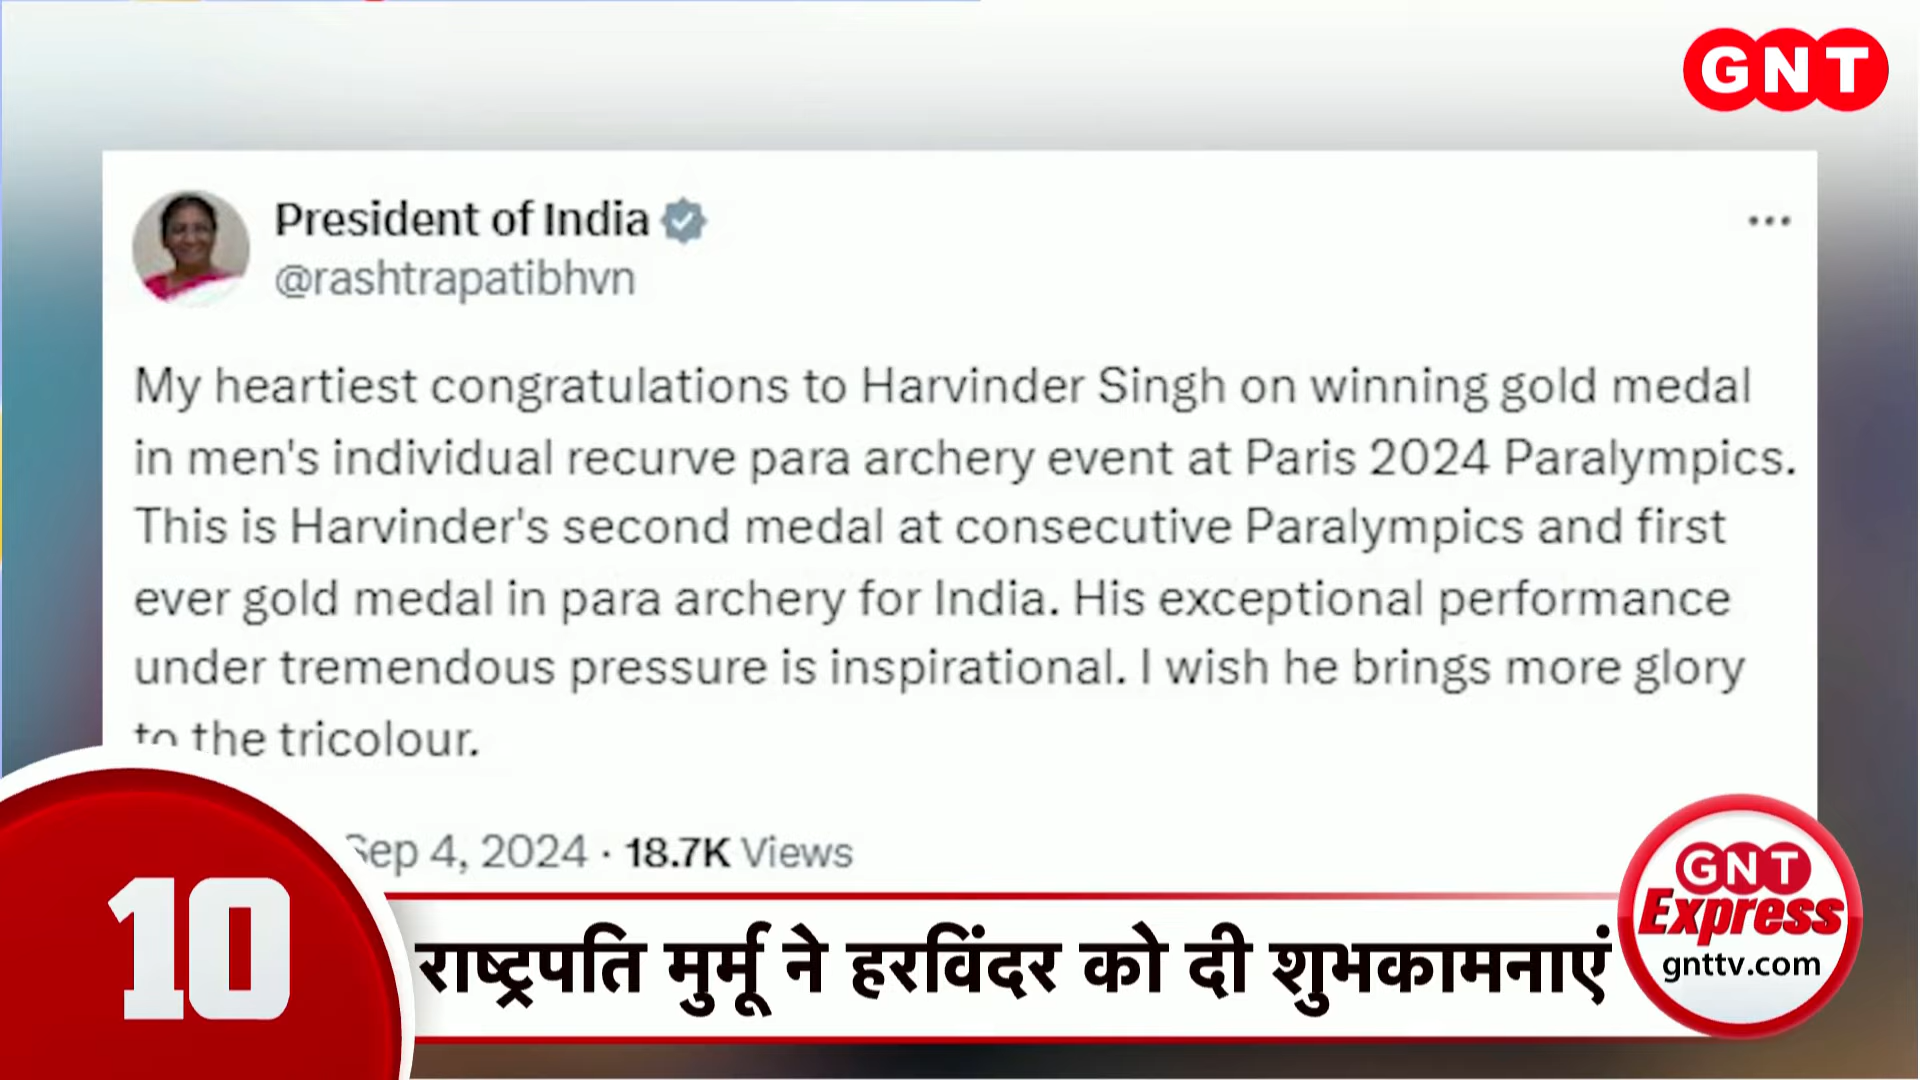 GNT
President of India
@rashtrapatibhvn
My heartiest congratulations to Harvinder Singh on winning gold medal
in men's individual recurve para archery event at Paris 2024 Paralympics.
This is Harvinder's second medal at consecutive Paralympics and first
ever gold medal in para archery for India. His exceptional performance
under tremendous pressure is inspirational. I wish he brings more glory
to the tricolour.
Sep 4, 2024 · 18.7K Views
10
राष्ट्रपति मुर्मू ने हरविंदर को दी शुभकामनाएं
GNT
Express
gnttv.com